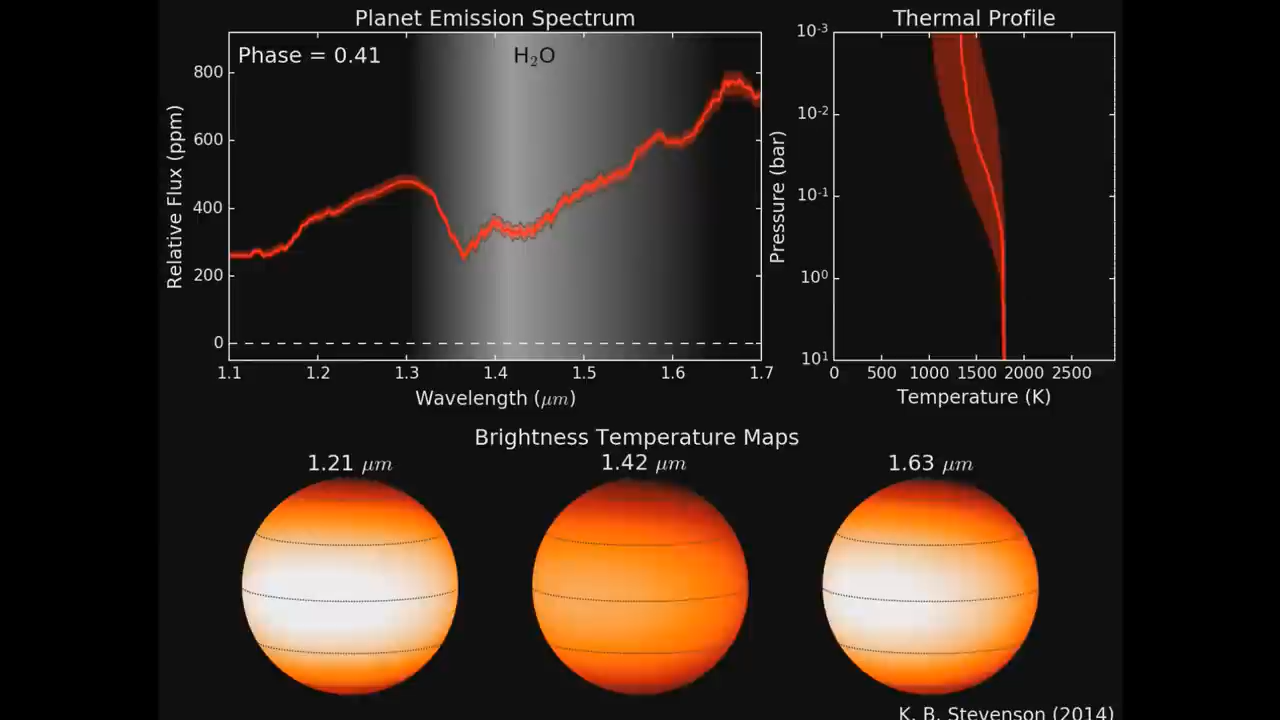 Planet Emission Spectrum
Phase = 0.41
H₂O
Relative Flux (ppm)
800
600
400
200
0
1.1 1.2 1.3 1.4 1.5 1.6 1.7
Wavelength (μm)
Thermal Profile
Pressure (bar)
10⁻³
10⁻²
10⁻¹
10⁰
10¹
0 500 1000 1500 2000 2500
Temperature (K)
Brightness Temperature Maps
1.21 μm 1.42 μm 1.63 μm
K. B. Stevenson (2014)